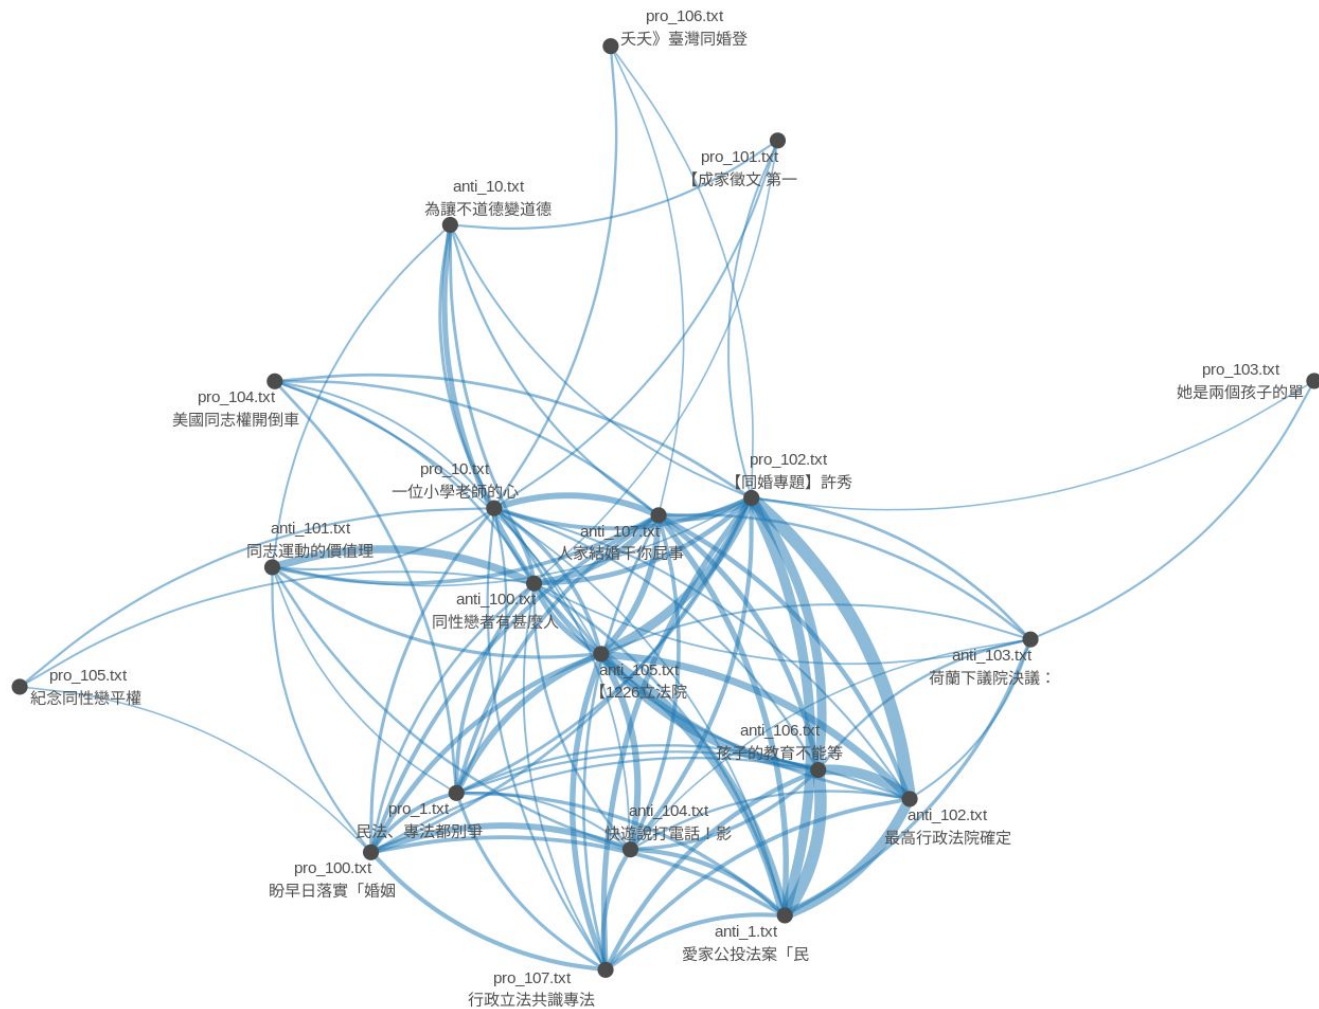 pro_106.txt
夭夭》臺灣同婚登
pro_101.txt
【成家徵文 第一
anti_10.txt
為讓不道德變道德
pro_103.txt
她是兩個孩子的單
pro_104.txt
美國同志權開倒車
pro_102.txt
【同婚專題】許秀
pro_10.txt
一位小學老師的心
anti_101.txt
同志運動的價值理
anti_107.txt
人家結婚干你屁事
anti_100.txt
同性戀者有甚麼人
anti_103.txt
荷蘭下議院決議：
pro_105.txt
紀念同性戀平權
anti_105.txt
【1226立法院
anti_106.txt
孩子的教育不能等
pro_1.txt
民法、專法都別爭
anti_104.txt
快遊說打電話！影
anti_102.txt
最高行政法院確定
pro_100.txt
盼早日落實「婚姻
anti_1.txt
愛家公投法案「民
pro_107.txt
行政立法共識專法